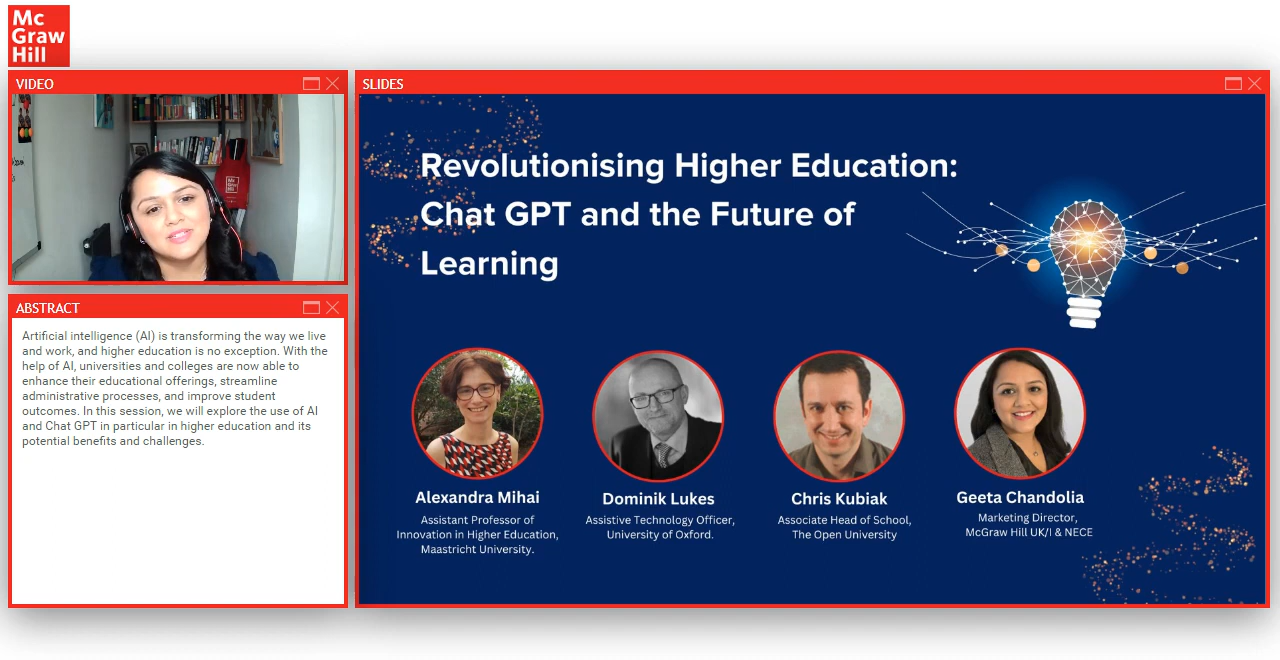 Mc
Graw
Hill
VIDEO
Mc
Graw
Hill
ABSTRACT
Artificial intelligence (AI) is transforming the way we live
and work, and higher education is no exception. With the
help of AI, universities and colleges are now able to
enhance their educational offerings, streamline
administrative processes, and improve student
outcomes. In this session, we will explore the use of AI
and Chat GPT in particular in higher education and its
potential benefits and challenges.
SLIDES
Revolutionising Higher Education:
Chat GPT and the Future of
Learning
Alexandra Mihai
Assistant Professor of
Innovation in Higher Education,
Maastricht University.
Dominik Lukes
Assistive Technology Officer,
University of Oxford.
Chris Kubiak
Associate Head of School,
The Open University
Geeta Chandolia
Marketing Director,
McGraw Hill UK/I & NECE